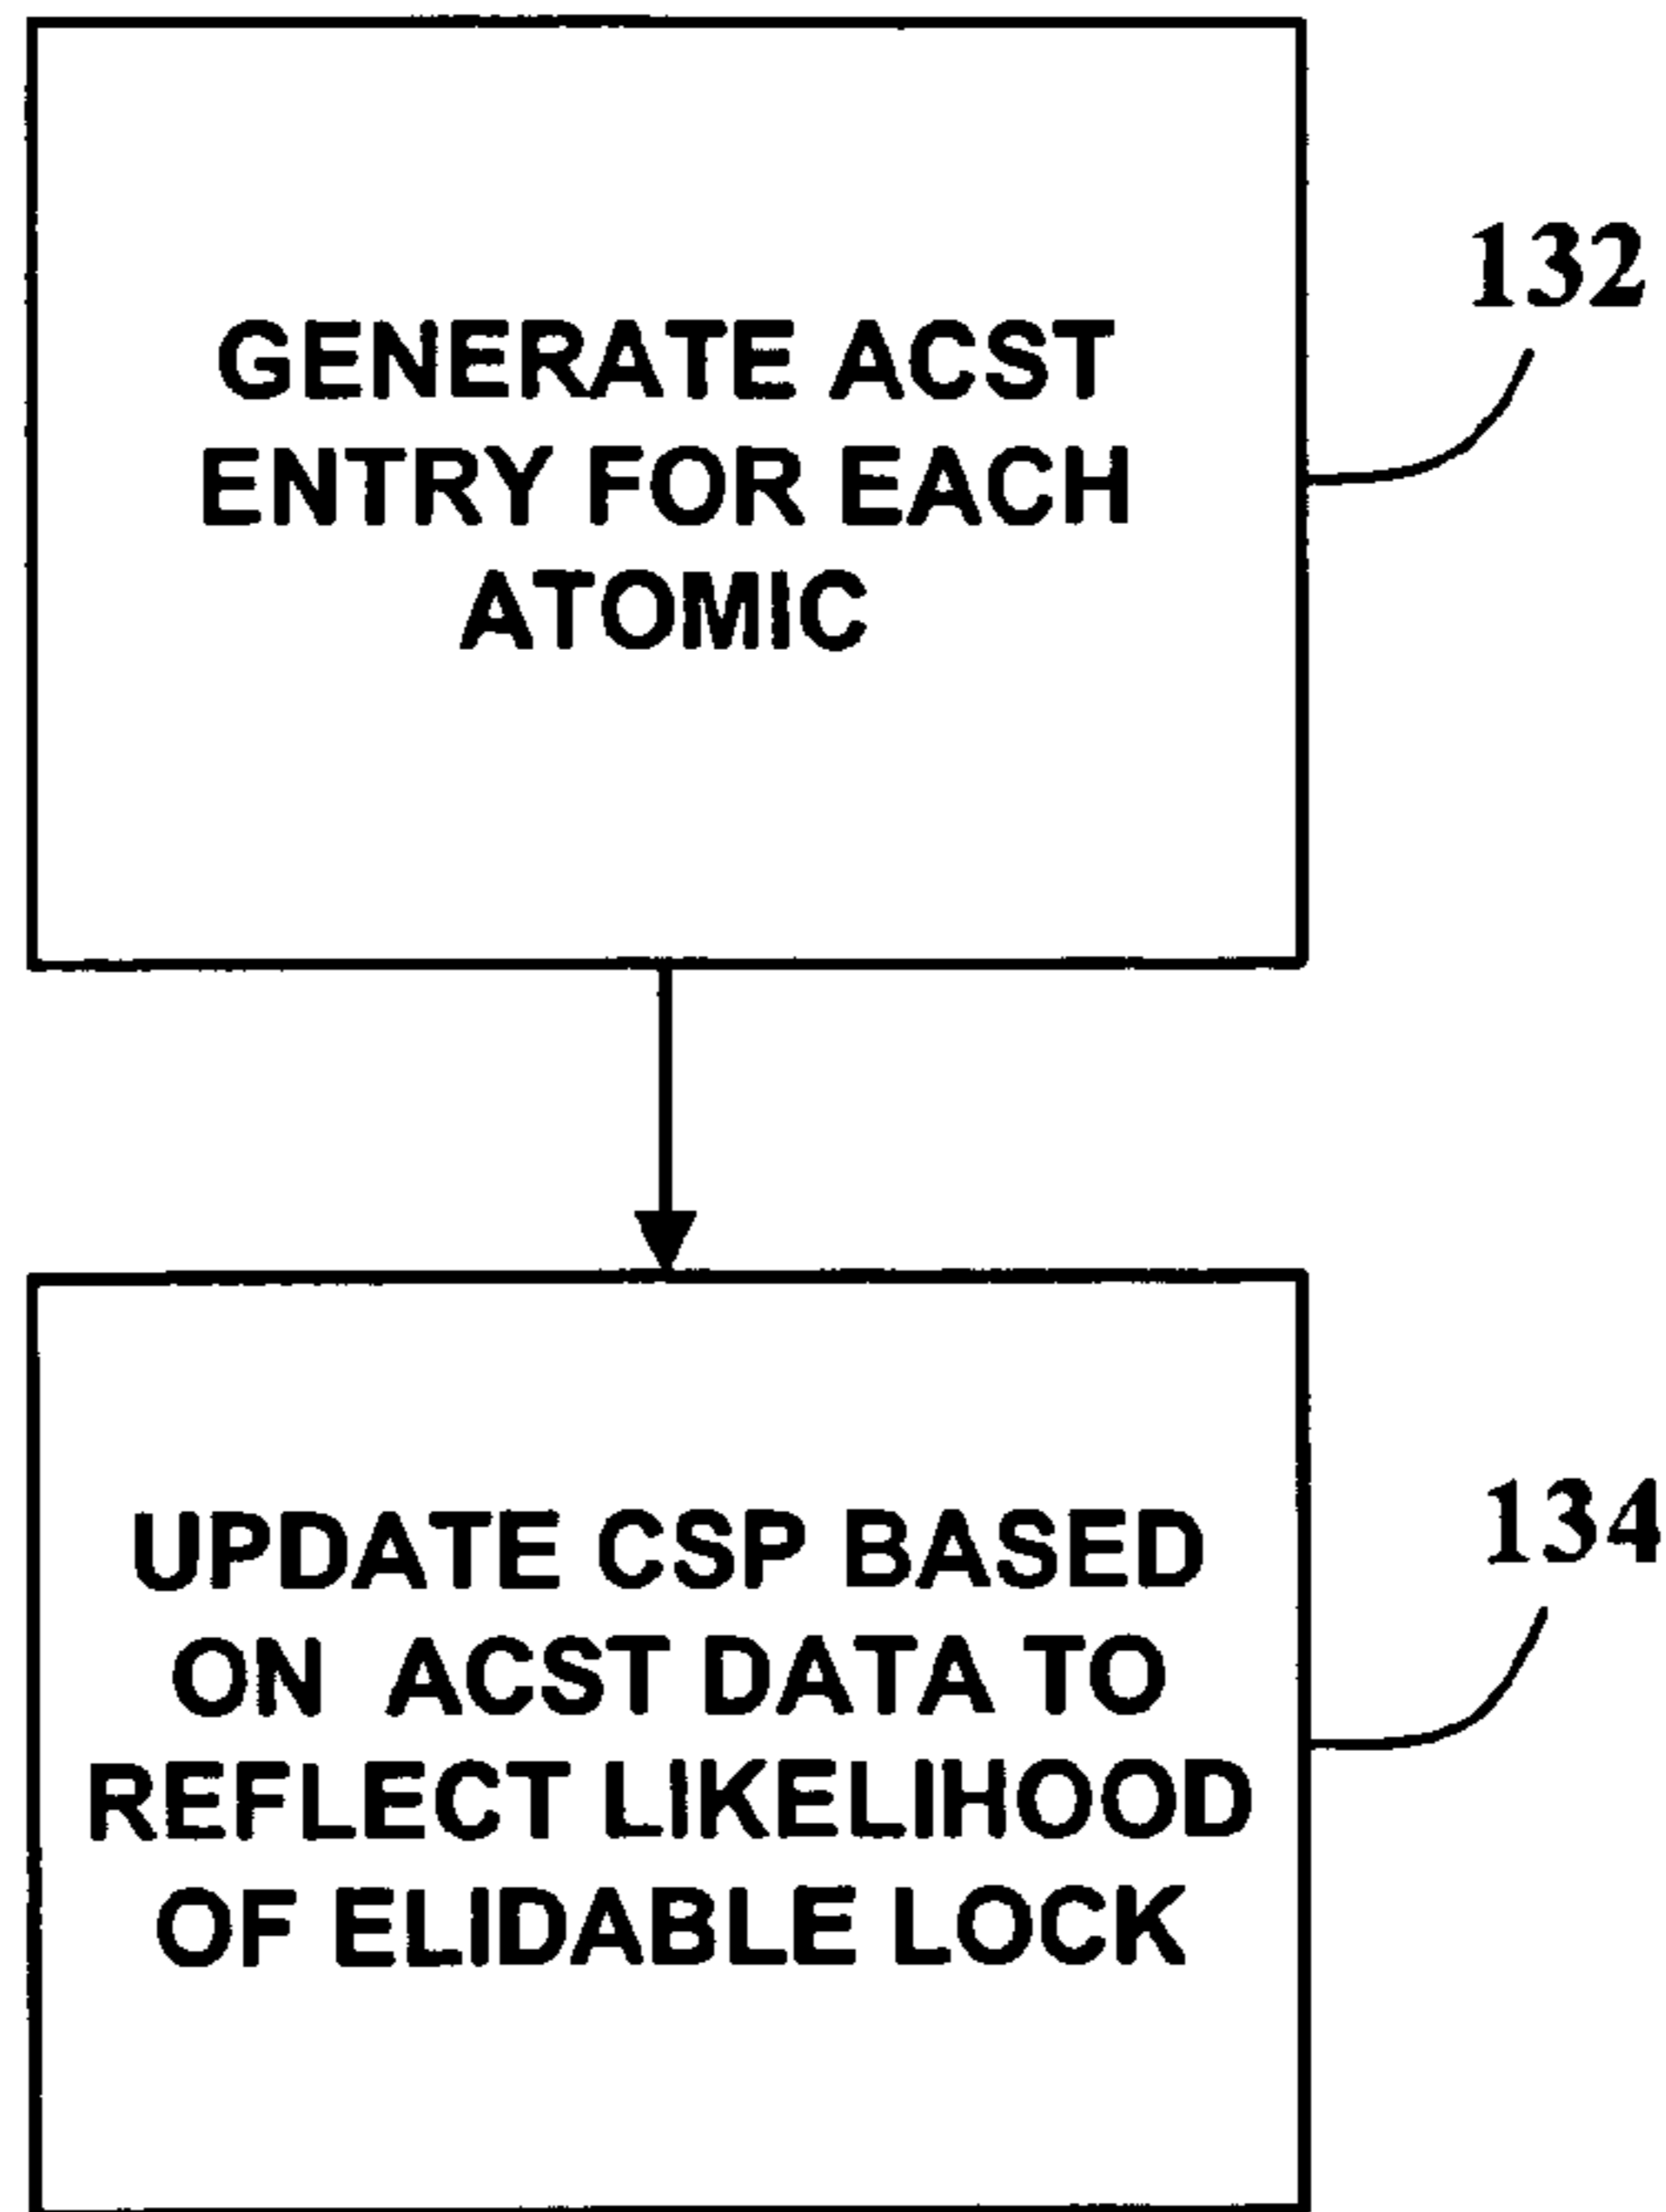 GENERATE ACST
ENTRY FOR EACH
ATOMIC
132
UPDATE CSP BASED
ON ACST DATA TO
REFLECT LIKELIHOOD
OF ELIDABLE LOCK
134